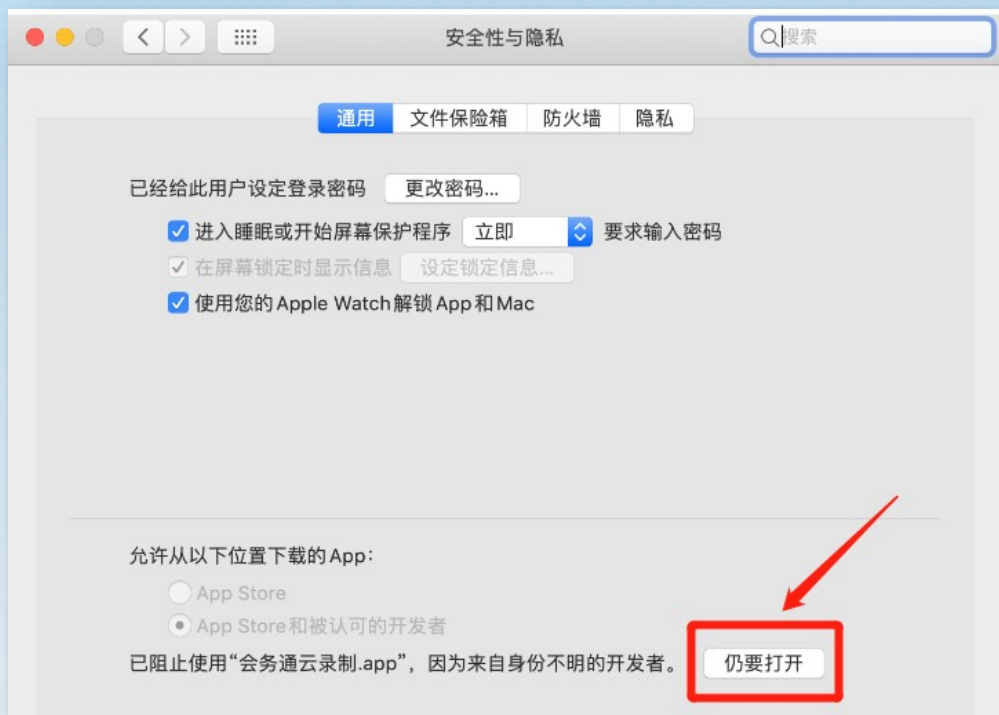 安全性与隐私
搜索
通用 文件保险箱 防火墙 隐私
已经给此用户设定登录密码 更改密码...
进入睡眠或开始屏幕保护程序 立即 要求输入密码
在屏幕锁定时显示信息 设定锁定信息...
使用您的Apple Watch解锁App和Mac
允许从以下位置下载的App：
App Store
App Store和被认可的开发者
已阻止使用“会务通云录制.app”，因为来自身份不明的开发者。 仍要打开